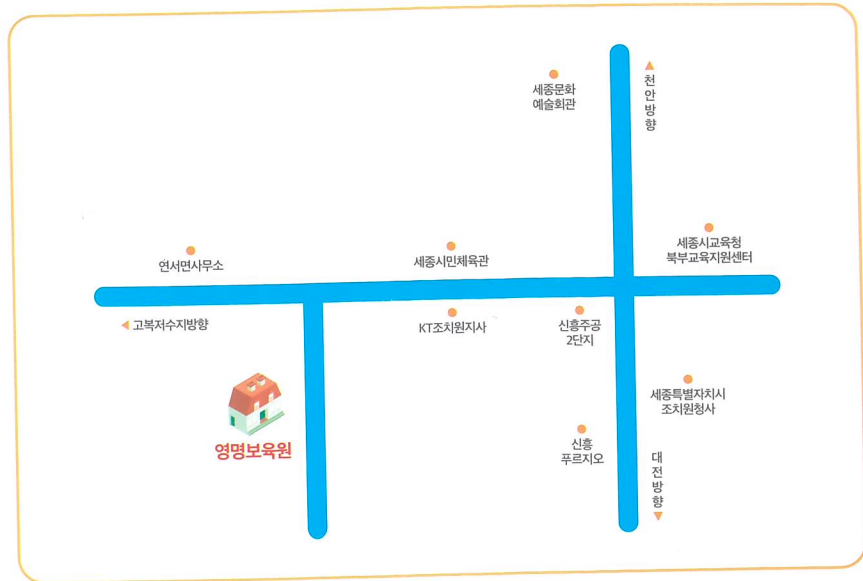 세종문화
예술회관
▲
천
안
방
향
연서면사무소
세종시민체육관
세종시교육청
북부교육지원센터
◀ 고복저수지방향
KT조치원지사
신흥주공
2단지
영명보육원
세종특별자치시
조치원청사
신흥
푸르지오
대
전
방
향
▼